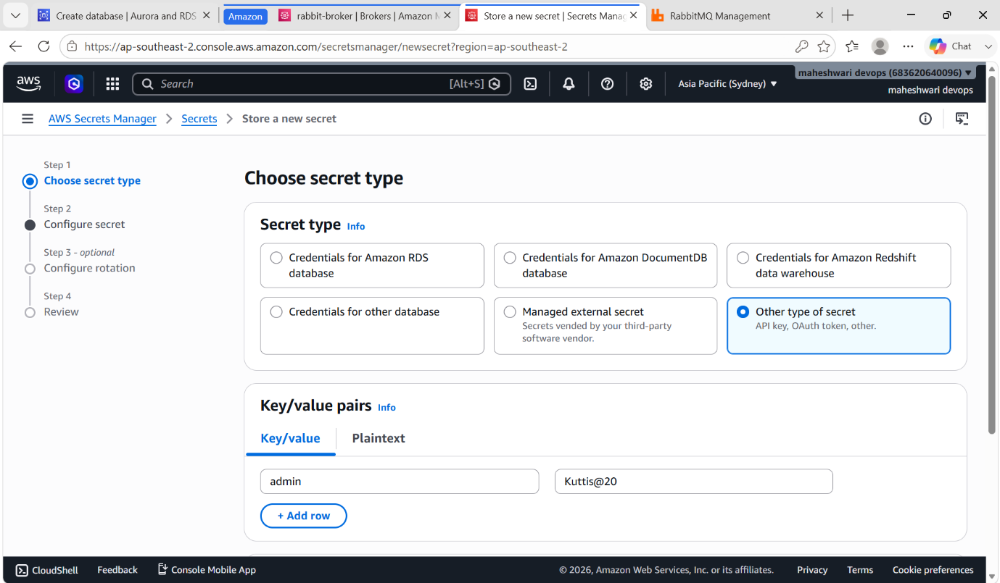 Create database | Aurora and RDS
Amazon
rabbit-broker | Brokers | Amazon M
Store a new secret | Secrets Manag
RabbitMQ Management
https://ap-southeast-2.console.aws.amazon.com/secretsmanager/newsecret?region=ap-southeast-2
Chat
aws
Search
[Alt+S]
Asia Pacific (Sydney) ▼
maheshwari devops (683620640096) ▼
maheshwari devops
AWS Secrets Manager > Secrets > Store a new secret
Step 1
Choose secret type
Step 2
Configure secret
Step 3 - optional
Configure rotation
Step 4
Review
Choose secret type
Secret type Info
Credentials for Amazon RDS
database
Credentials for Amazon DocumentDB
database
Credentials for Amazon Redshift
data warehouse
Credentials for other database
Managed external secret
Secrets vended by your third-party
software vendor.
Other type of secret
API key, OAuth token, other.
Key/value pairs Info
Key/value
Plaintext
admin
Kuttis@20
+ Add row
CloudShell
Feedback
Console Mobile App
© 2026, Amazon Web Services, Inc. or its affiliates.
Privacy
Terms
Cookie preferences